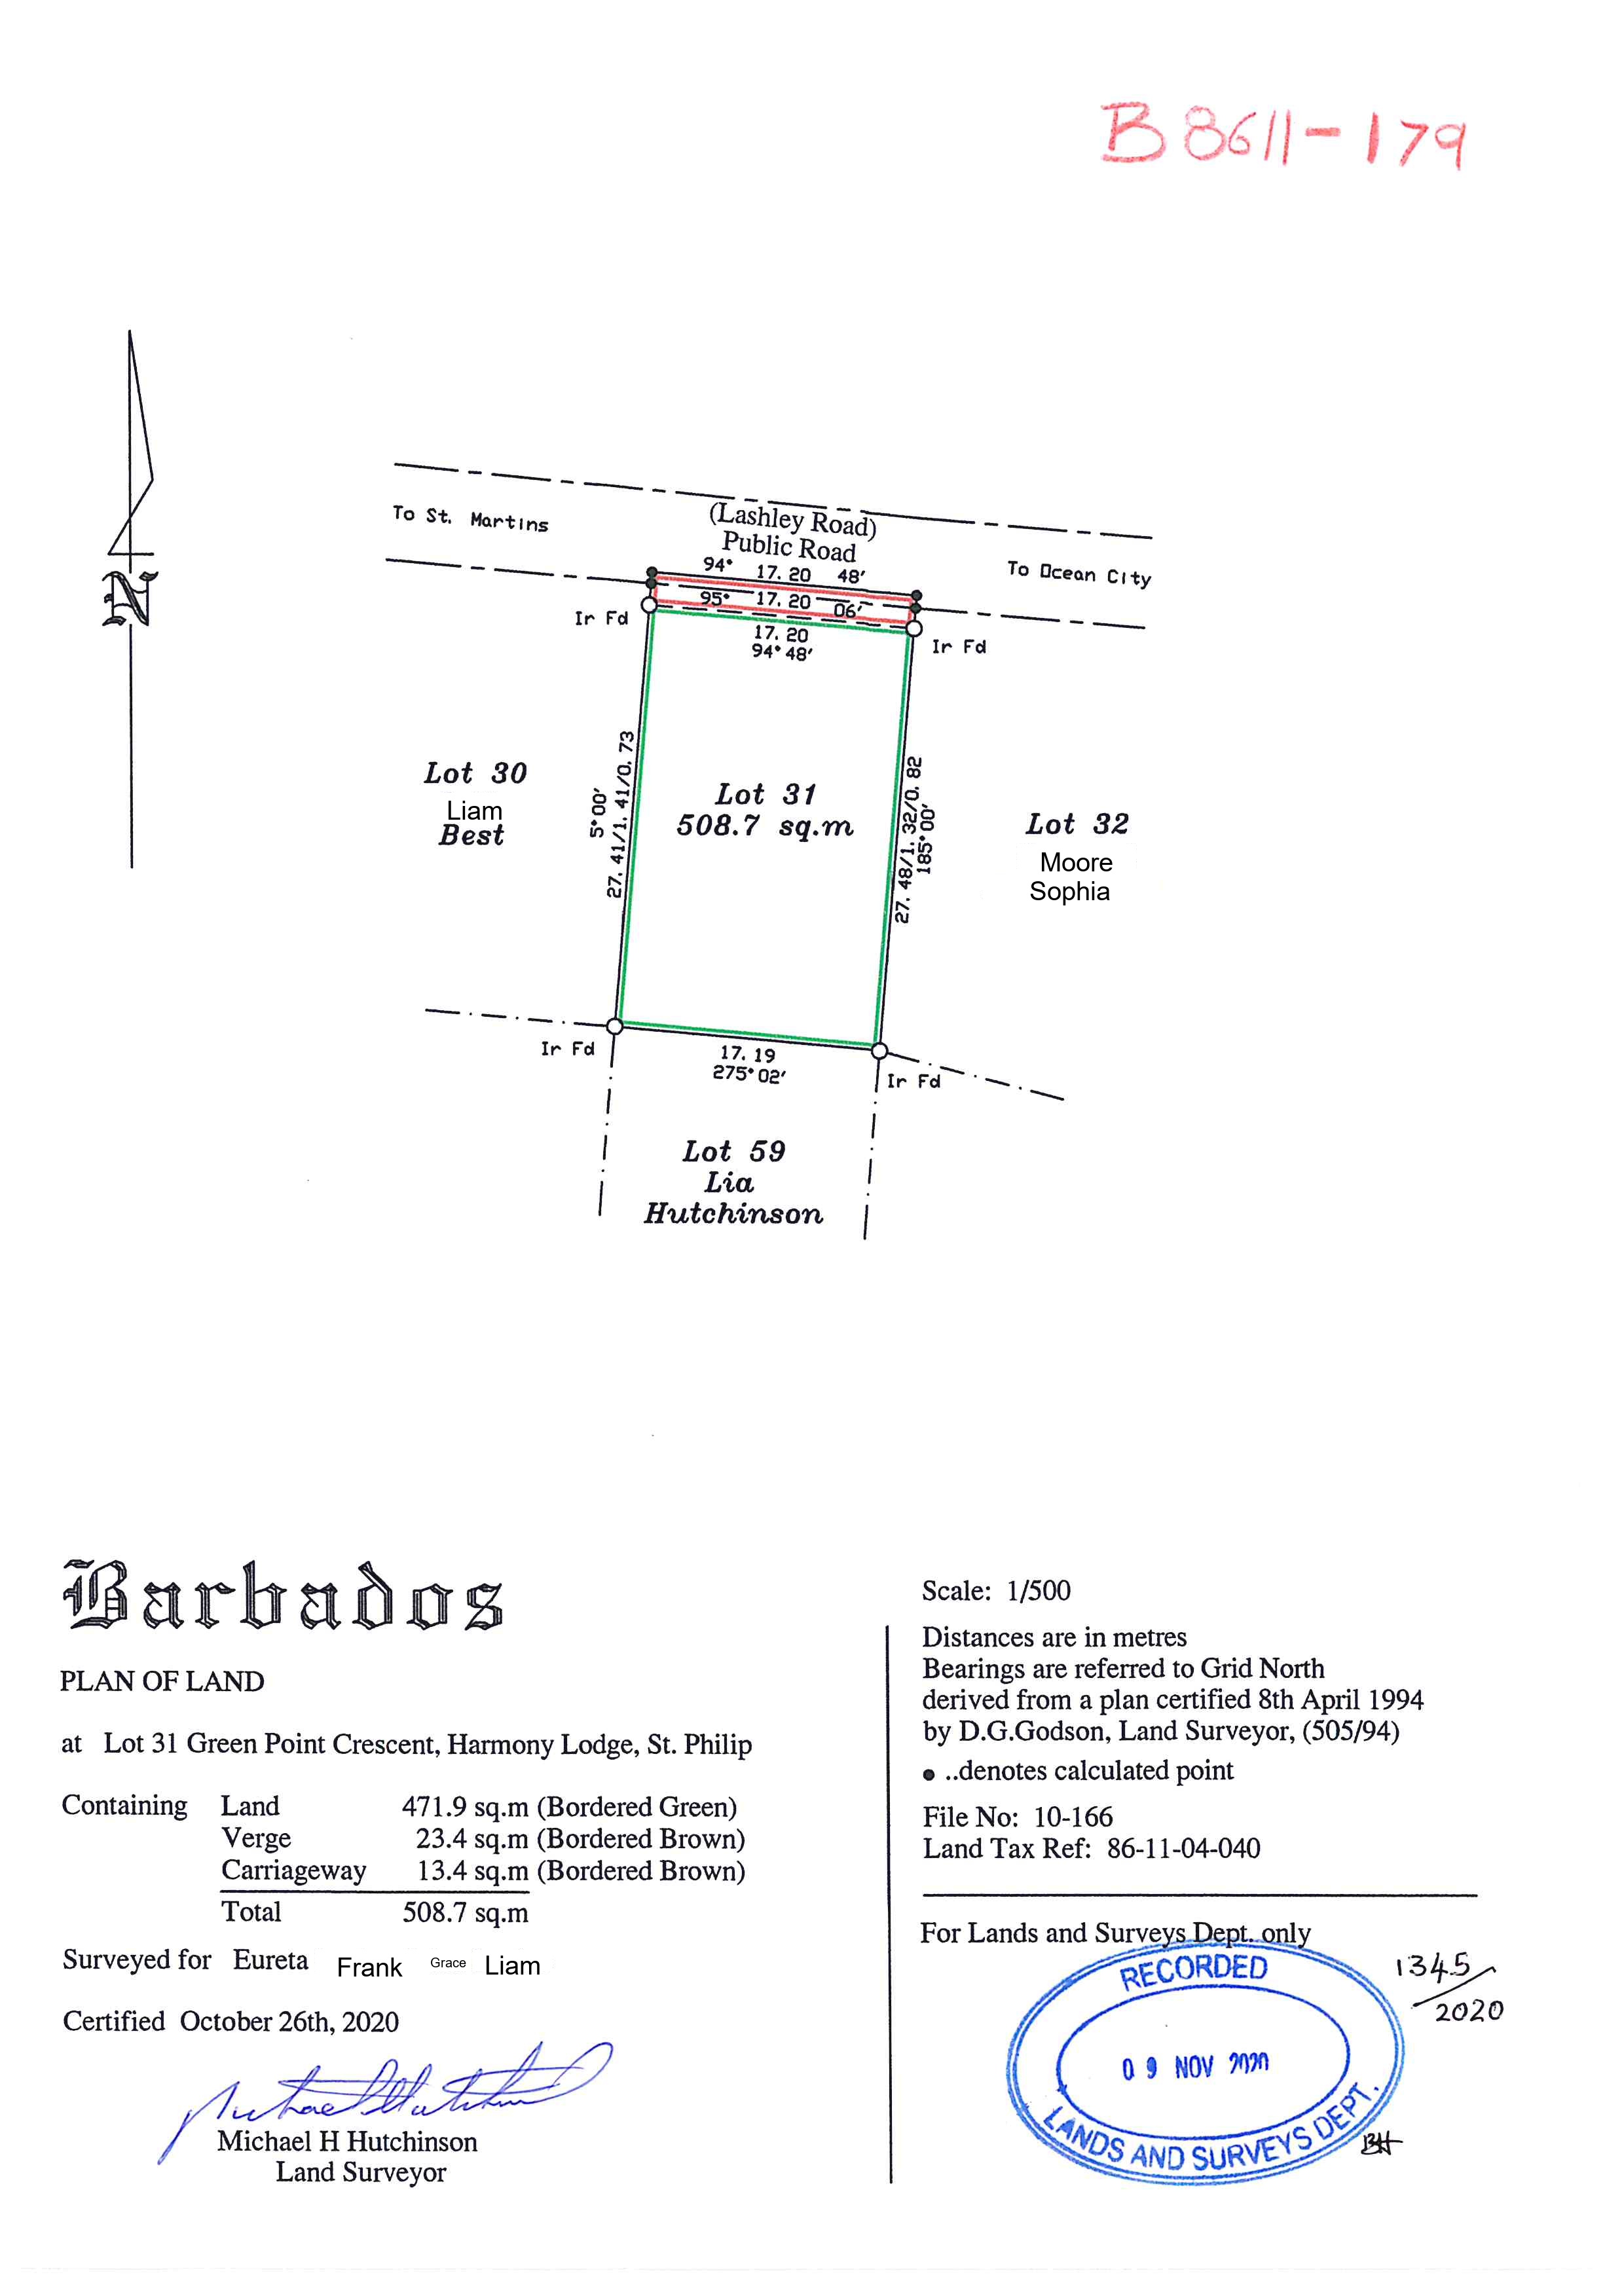 B8611-179
To St. Martins
(Lashley Road)
Public Road
To Ocean City
94° 17.20 48'
95° 17.20 06'
Ir Fd
17.20
94°48'
Ir Fd
N
Lot 30
Liam
Best
5°00'
27.41/1.41/0.73
Lot 31
508.7 sq.m
27.48/1.32/0.82
185°00'
Lot 32
Moore
Sophia
Ir Fd
17.19
275°02'
Ir Fd
Lot 59
Lia
Hutchinson
Barbados
PLAN OF LAND
at Lot 31 Green Point Crescent, Harmony Lodge, St. Philip
Containing Land 471.9 sq.m (Bordered Green)
Verge 23.4 sq.m (Bordered Brown)
Carriageway 13.4 sq.m (Bordered Brown)
Total 508.7 sq.m
Surveyed for Eureta Frank Grace Liam
Certified October 26th, 2020
Michael H Hutchinson
Land Surveyor
Scale: 1/500
Distances are in metres
Bearings are referred to Grid North
derived from a plan certified 8th April 1994
by D.G.Godson, Land Surveyor, (505/94)
● ..denotes calculated point
File No: 10-166
Land Tax Ref: 86-11-04-040
For Lands and Surveys Dept. only
RECORDED
09 NOV 2020
LANDS AND SURVEYS DEPT.
1345/2020
BH